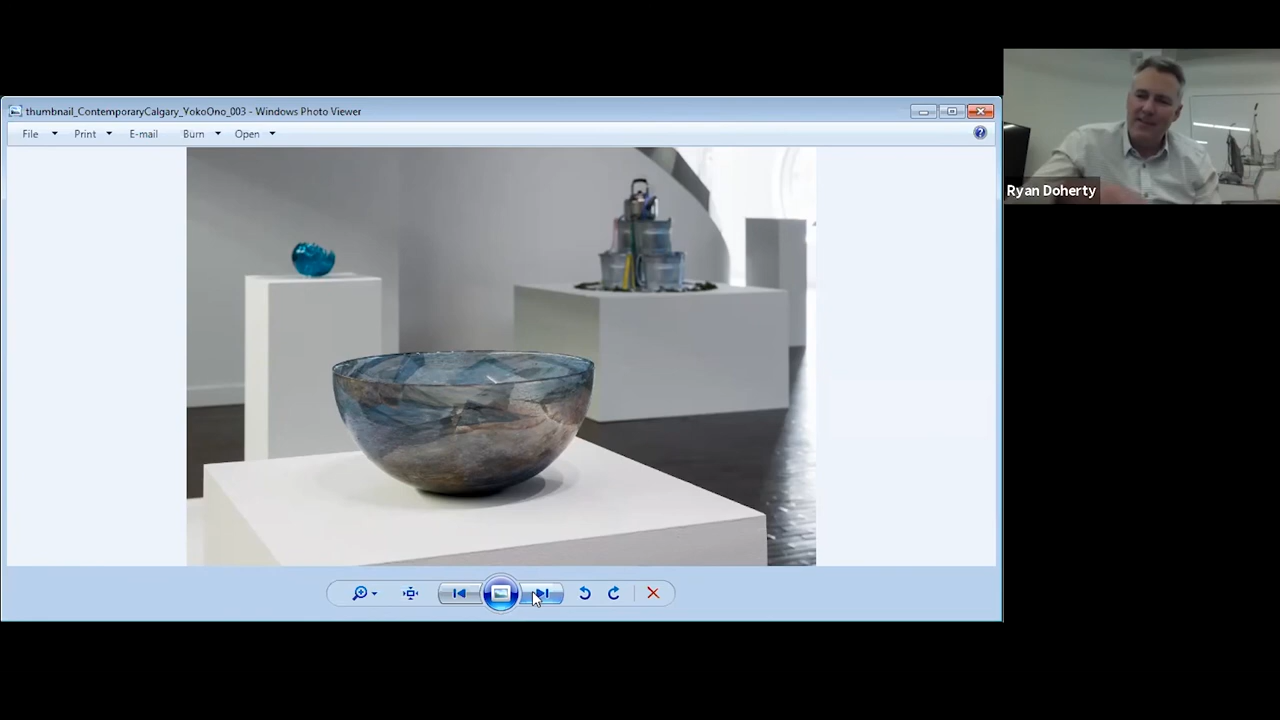 thumbnail_ContemporaryCalgary_YokoOno_003 - Windows Photo Viewer
File Print E-mail Burn Open
Ryan Doherty